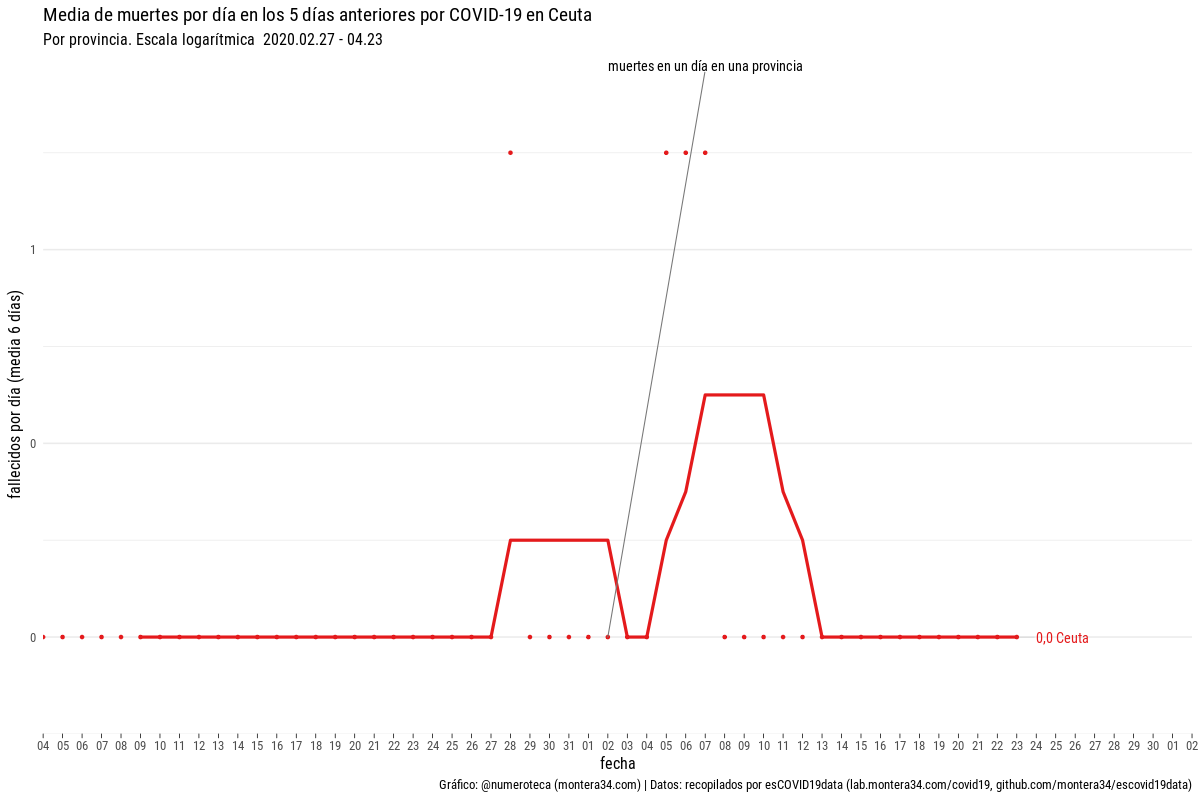 Media de muertes por día en los 5 días anteriores por COVID-19 en Ceuta
Por provincia. Escala logarítmica  2020.02.27 - 04.23
muertes en un día en una provincia
1
0
0
fallecidos por día (media 6 días)
0,0 Ceuta
04 05 06 07 08 09 10 11 12 13 14 15 16 17 18 19 20 21 22 23 24 25 26 27 28 29 30 31 01 02 03 04 05 06 07 08 09 10 11 12 13 14 15 16 17 18 19 20 21 22 23 24 25 26 27 28 29 30 01 02
fecha
Gráfico: @numeroteca (montera34.com) | Datos: recopilados por esCOVID19data (lab.montera34.com/covid19, github.com/montera34/escovid19data)